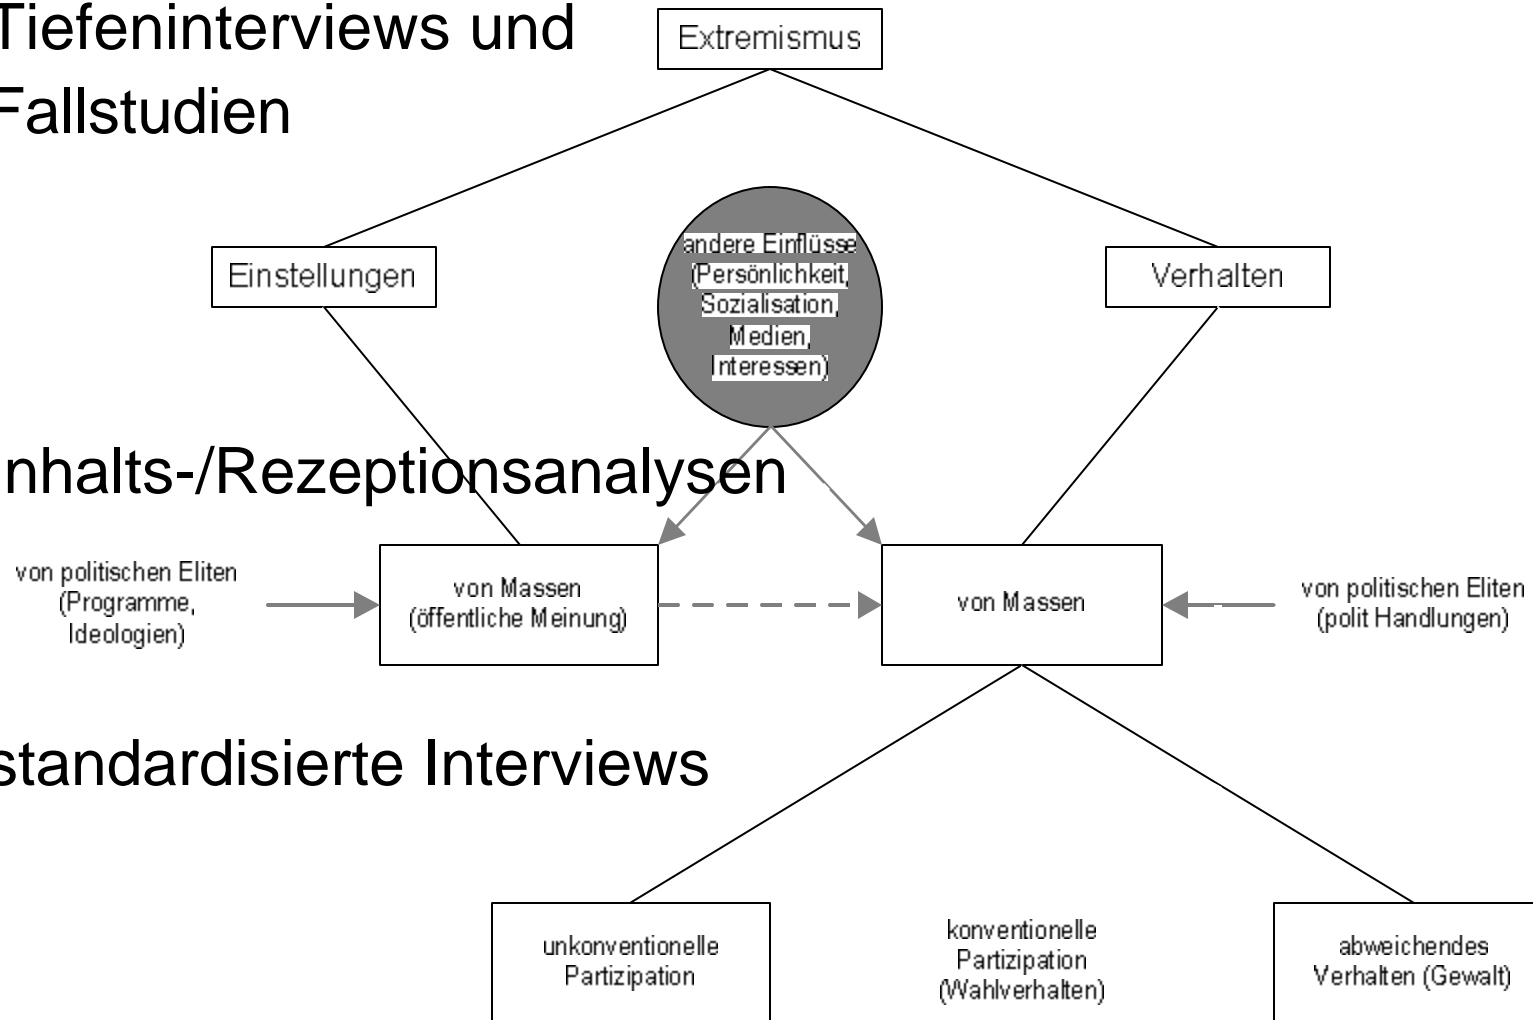 Tiefeninterviews und
Fallstudien
Extremismus
Einstellungen
andere Einflüsse
(Persönlichkeit,
Sozialisation,
Medien,
Interessen)
Verhalten
nhalts-/Rezeptionsanalysen
von politischen Eliten
(Programme,
Ideologien)
von Massen
(öffentliche Meinung)
von Massen
von politischen Eliten
(polit Handlungen)
standardisierte Interviews
unkonventionelle
Partizipation
konventionelle
Partizipation
(Wahlverhalten)
abweichendes
Verhalten (Gewalt)